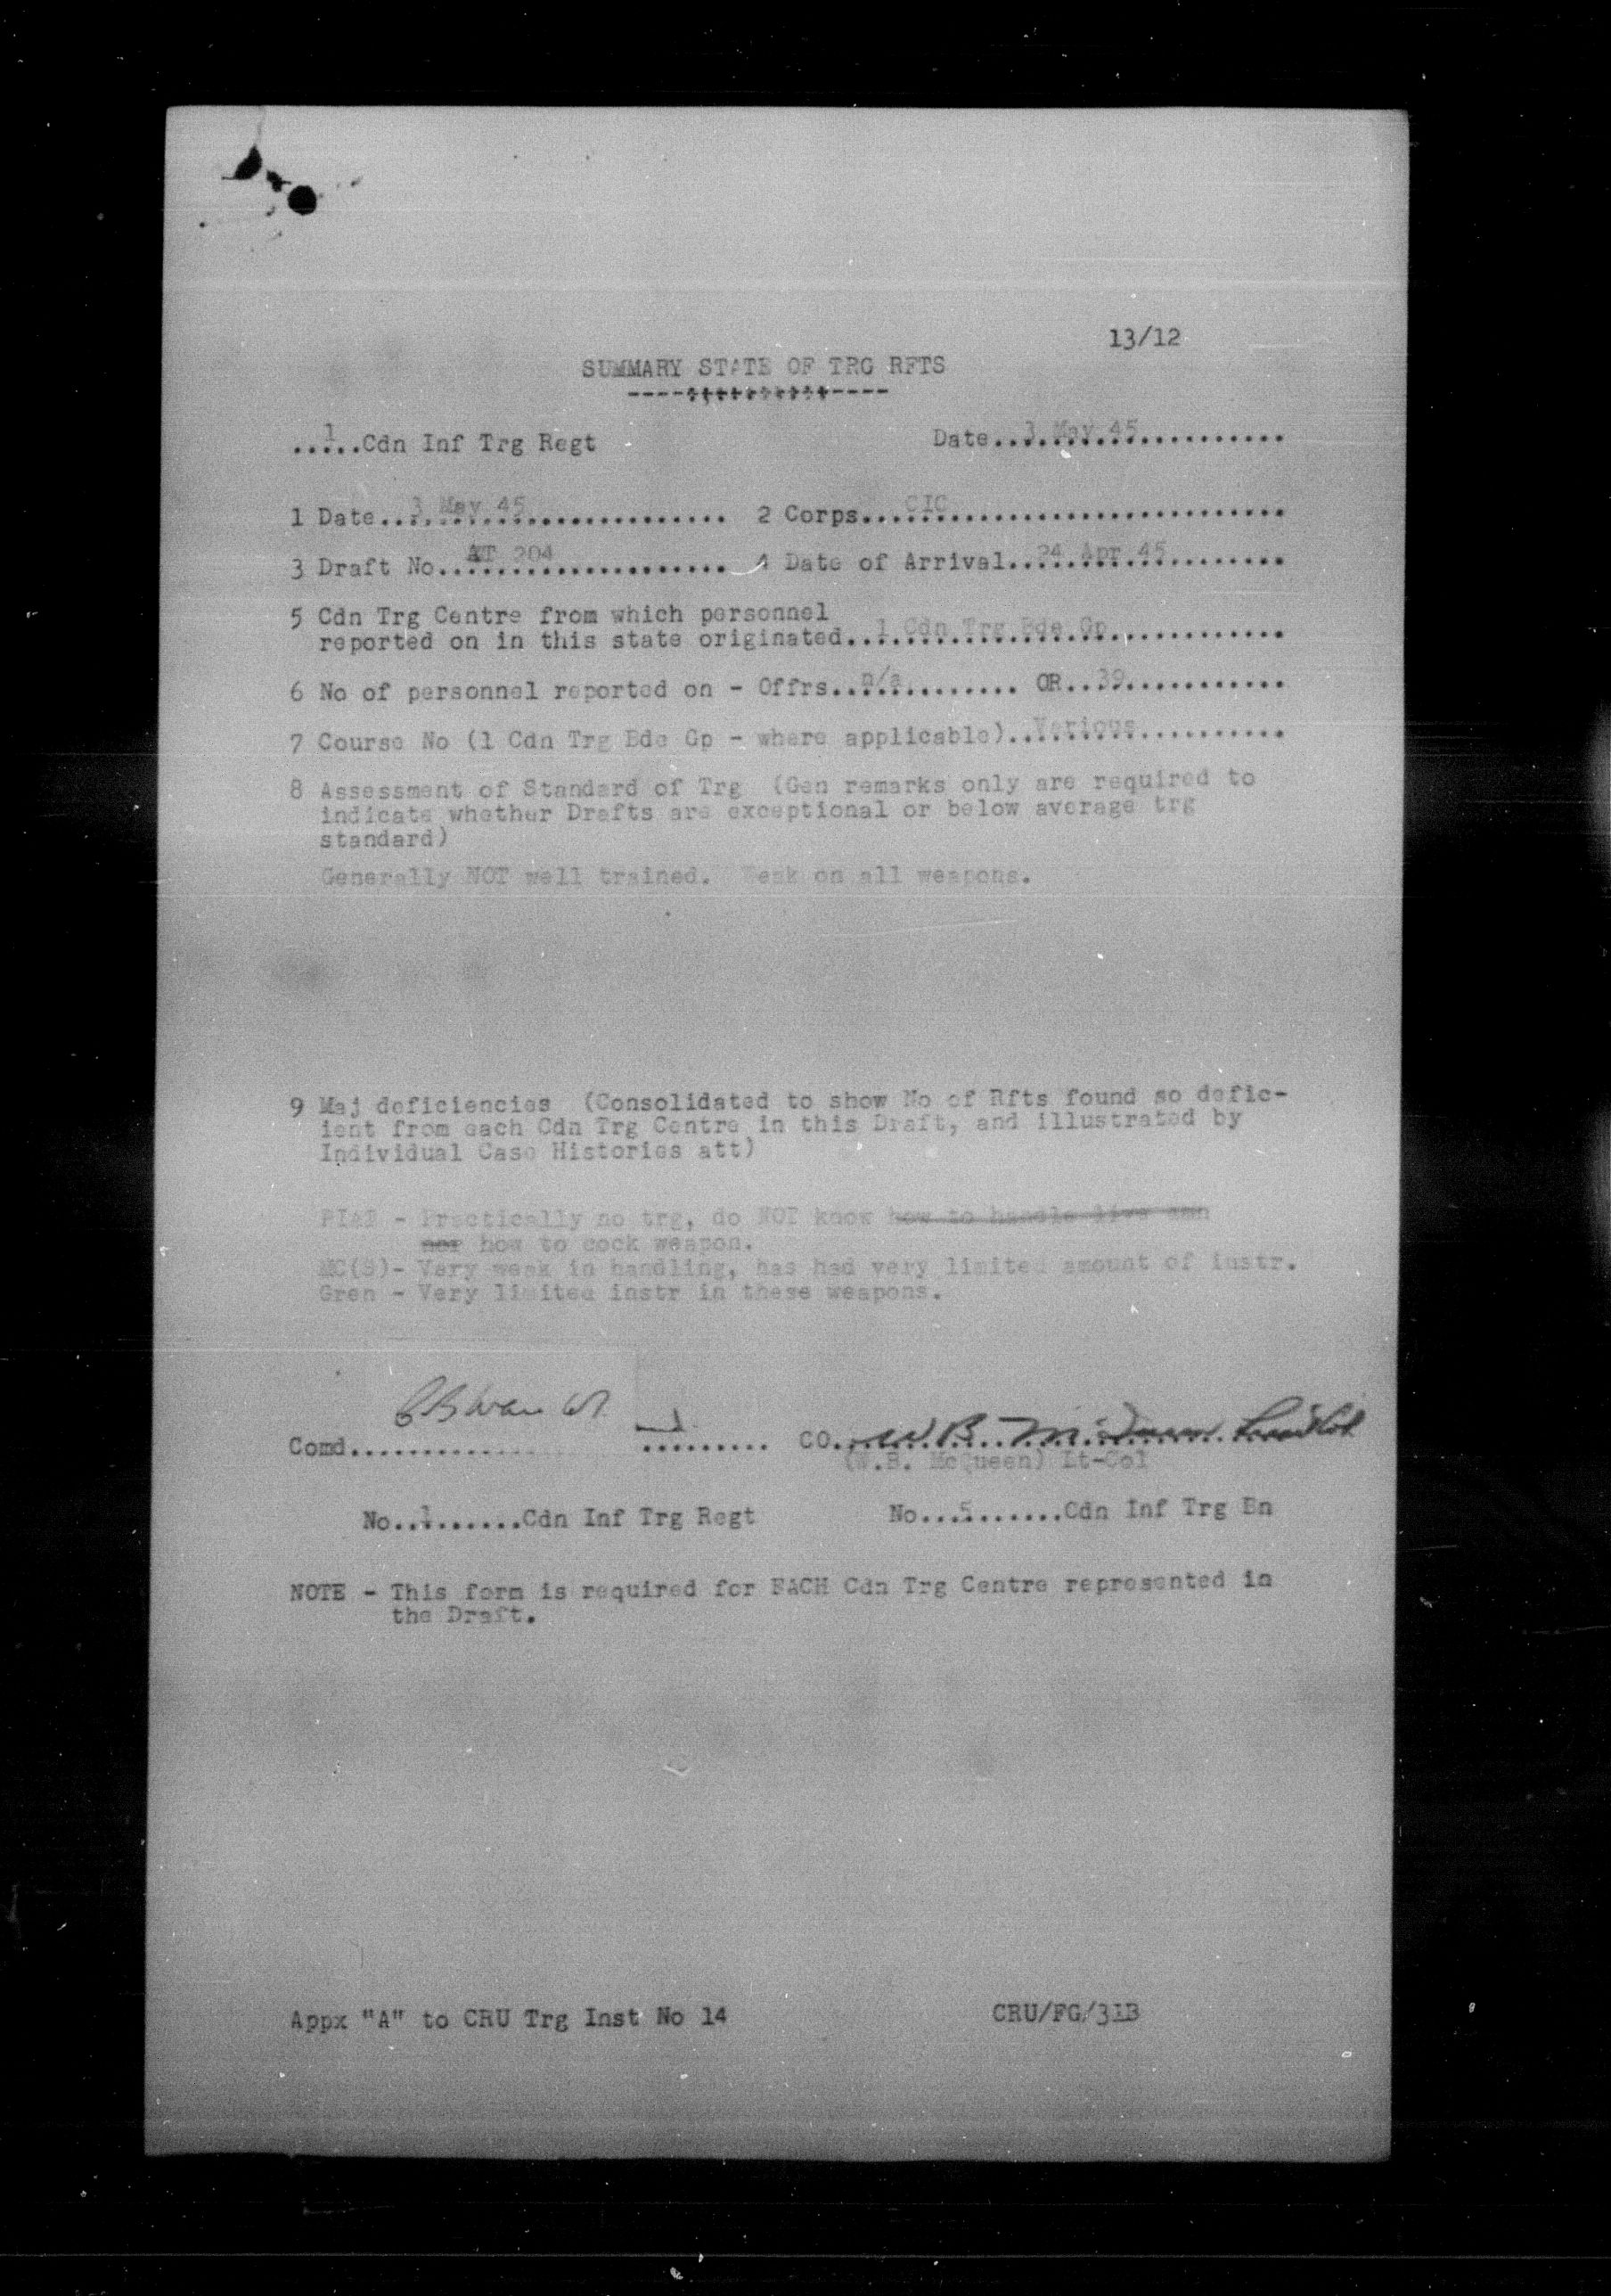 13/12
SUMMARY STATE OF TRG RFTS
----++++++++++----
.....1 Cdn Inf Trg Regt Date...3 May 45....................
1 Date...3 May 45........................ 2 Corps....CIC..............................
3 Draft No...AT 204.................... 4 Date of Arrival...24 Apr 45...........
5 Cdn Trg Centre from which personnel
reported on in this state originated..1 Cdn Trg Bde Gp............
6 No of personnel reported on - Offrs..n/a............ OR..39...........
7 Course No (1 Cdn Trg Bde Gp - where applicable)..Various..........
8 Assessment of Standard of Trg (Gen remarks only are required to
indicate whether Drafts are exceptional or below average trg
standard)
Generally NOT well trained. Weak on all weapons.
9 Maj deficiencies (Consolidated to show No of Rfts found so defic-
ient from each Cdn Trg Centre in this Draft, and illustrated by
Individual Case Histories att)
PIAT - Practically no trg, do NOT know how to handle live amn
nor how to cock weapon.
MC(S)- Very weak in handling, has had very limited amount of instr.
Gren - Very limited instr in these weapons.
Comd........................... CO..W.B. McQueen
(W.B. McQueen) Lt-Col
No..1.........Cdn Inf Trg Regt No...5.......Cdn Inf Trg Bn
NOTE - This form is required for EACH Cdn Trg Centre represented in
the Draft.
Appx "A" to CRU Trg Inst No 14 CRU/FG/31B